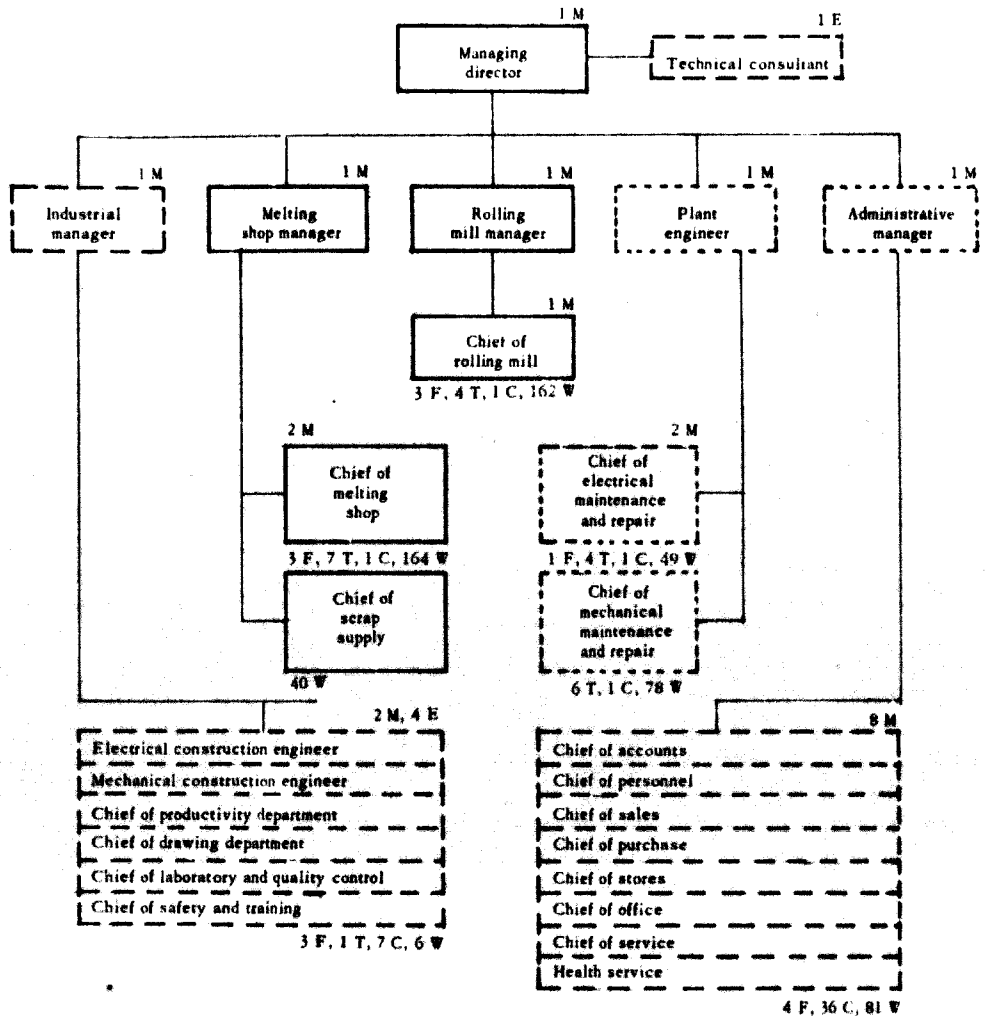 1 M
Managing
director
1 E
Technical consultant
1 M
Industrial
manager
1 M
Melting
shop manager
1 M
Rolling
mill manager
1 M
Plant
engineer
1 M
Administrative
manager
1 M
Chief of
rolling mill
3 F, 4 T, 1 C, 162 W
2 M
Chief of
melting
shop
3 F, 7 T, 1 C, 164 W
Chief of
scrap
supply
40 W
2 M
Chief of
electrical
maintenance
and repair
1 F, 4 T, 1 C, 49 W
Chief of
mechanical
maintenance
and repair
6 T, 1 C, 78 W
2 M, 4 E
Electrical construction engineer
Mechanical construction engineer
Chief of productivity department
Chief of drawing department
Chief of laboratory and quality control
Chief of safety and training
3 F, 1 T, 7 C, 6 W
8 M
Chief of accounts
Chief of personnel
Chief of sales
Chief of purchase
Chief of stores
Chief of office
Chief of service
Health service
4 F, 36 C, 81 W